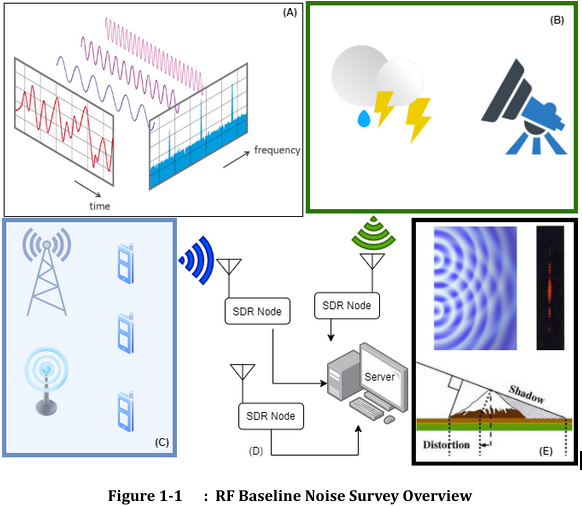 (A)
frequency
time
(B)
SDR Node
SDR Node
Server
SDR Node
(C)
(D)
Shadow
Distortion
(E)
Figure 1-1 : RF Baseline Noise Survey Overview